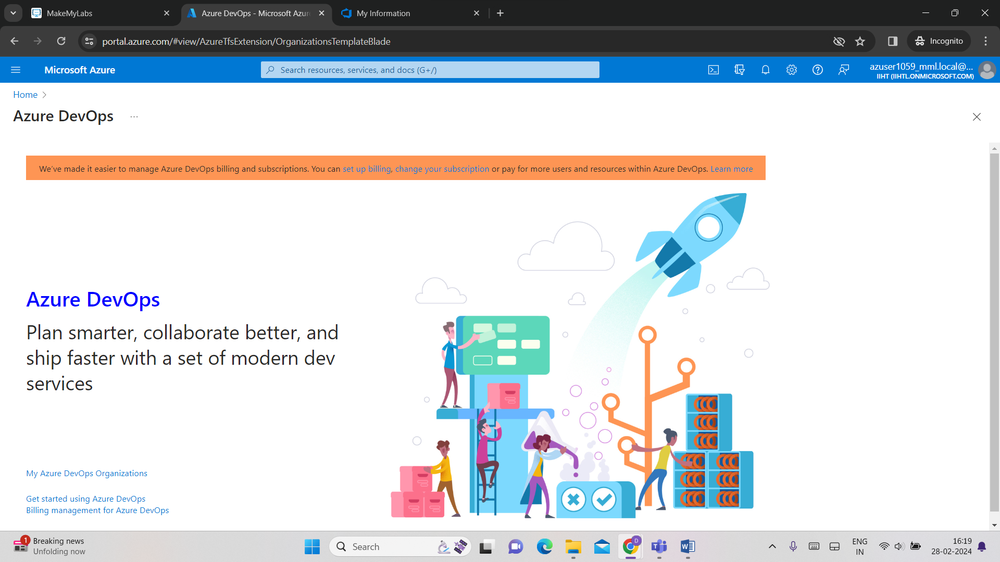 MakeMyLabs
Azure DevOps - Microsoft Azur
My Information
portal.azure.com/#view/AzureTfsExtension/OrganizationsTemplateBlade
Incognito
Microsoft Azure
Search resources, services, and docs (G+/)
azuser1059_mml.local@...
IIHT (IIHTL.ONMICROSOFT.COM)
Home
Azure DevOps
...
We've made it easier to manage Azure DevOps billing and subscriptions. You can set up billing, change your subscription or pay for more users and resources within Azure DevOps. Learn more
Azure DevOps
Plan smarter, collaborate better, and
ship faster with a set of modern dev
services
My Azure DevOps Organizations
Get started using Azure DevOps
Billing management for Azure DevOps
1
Breaking news
Unfolding now
Search
D
T
W
ENG
IN
16:19
28-02-2024